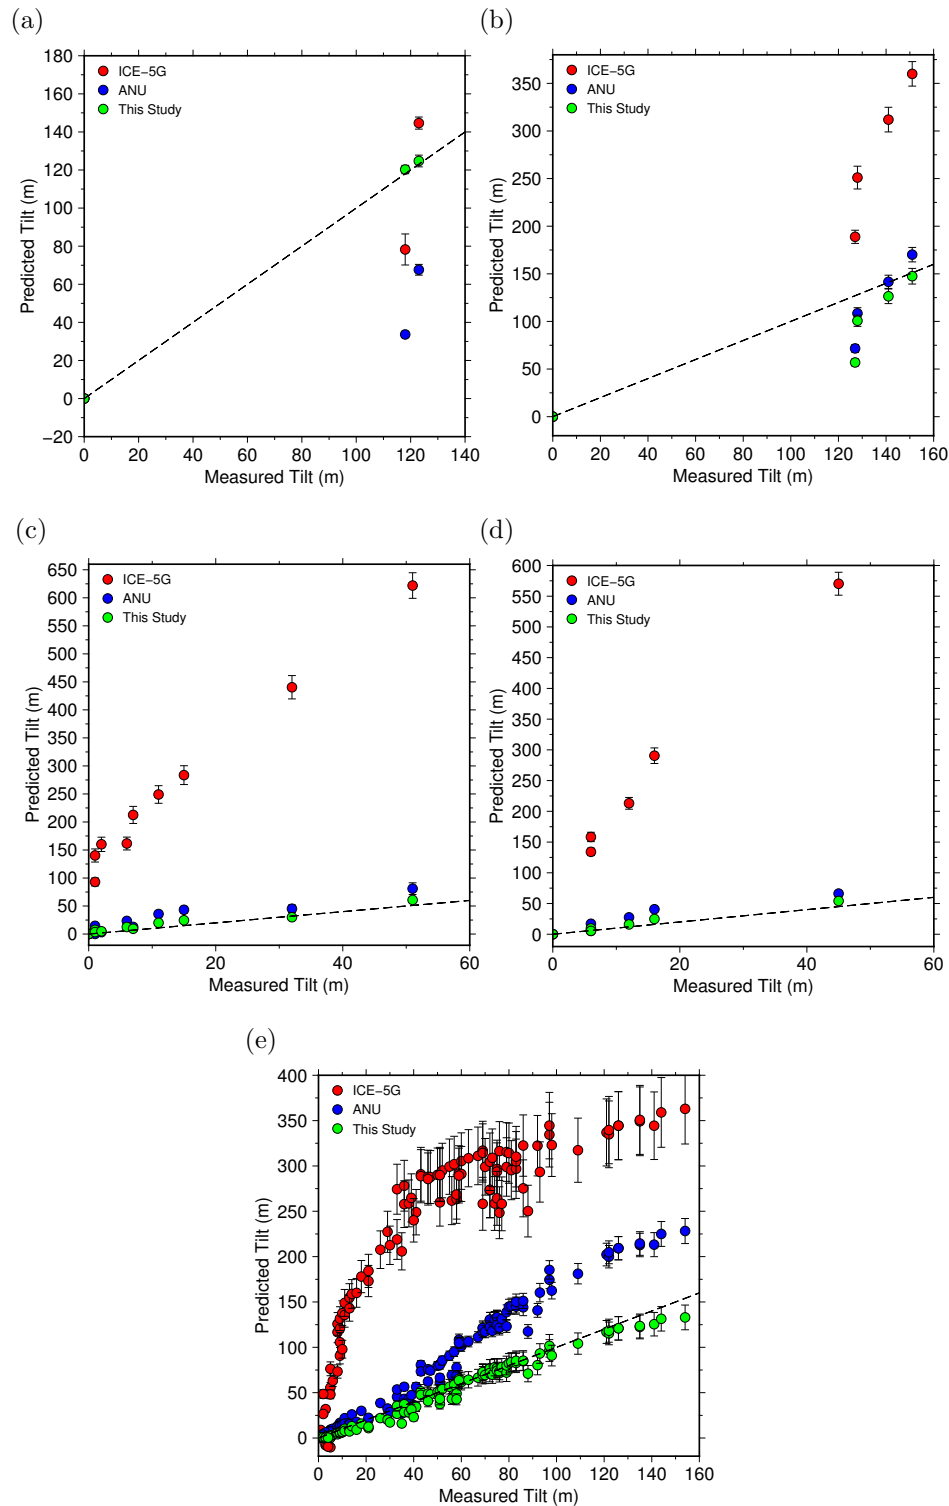 (a)
180
160
140
120
100
80
60
40
20
0
−20
ICE−5G
ANU
This Study
Predicted Tilt (m)
0 20 40 60 80 100 120 140
Measured Tilt (m)
(b)
350
300
250
200
150
100
50
0
ICE−5G
ANU
This Study
Predicted Tilt (m)
0 20 40 60 80 100 120 140 160
Measured Tilt (m)
(c)
650
600
550
500
450
400
350
300
250
200
150
100
50
0
ICE−5G
ANU
This Study
Predicted Tilt (m)
0 20 40 60
Measured Tilt (m)
(d)
600
550
500
450
400
350
300
250
200
150
100
50
0
ICE−5G
ANU
This Study
Predicted Tilt (m)
0 20 40 60
Measured Tilt (m)
(e)
400
350
300
250
200
150
100
50
0
ICE−5G
ANU
This Study
Predicted Tilt (m)
0 20 40 60 80 100 120 140 160
Measured Tilt (m)